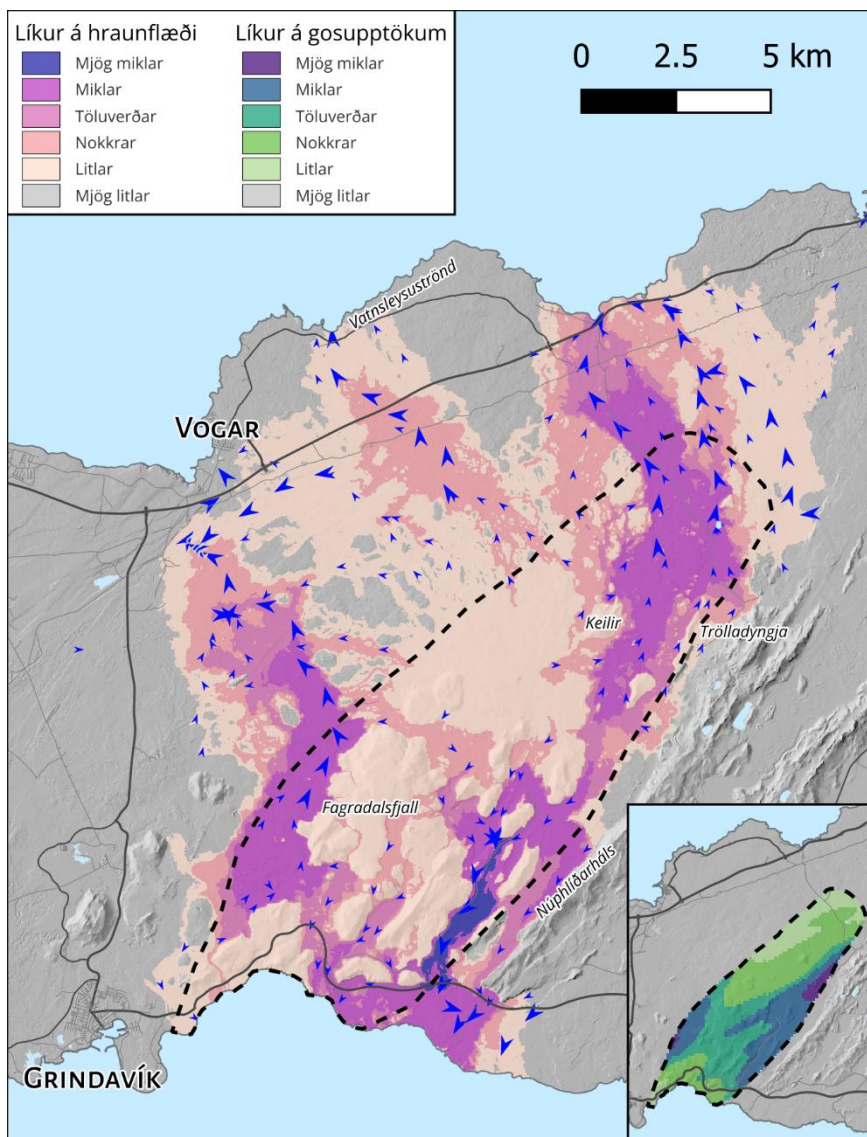 Líkur á hraunflæði
Mjög miklar
Miklar
Töluverðar
Nokkrar
Litlar
Mjög litlar
Líkur á gosupptökum
Mjög miklar
Miklar
Töluverðar
Nokkrar
Litlar
Mjög litlar
0 2.5 5 km
Vatnsleysuströnd
VOGAR
Keilir
Trölladyngja
Fagradalsfjall
Núphlíðarháls
GRINDAVÍK